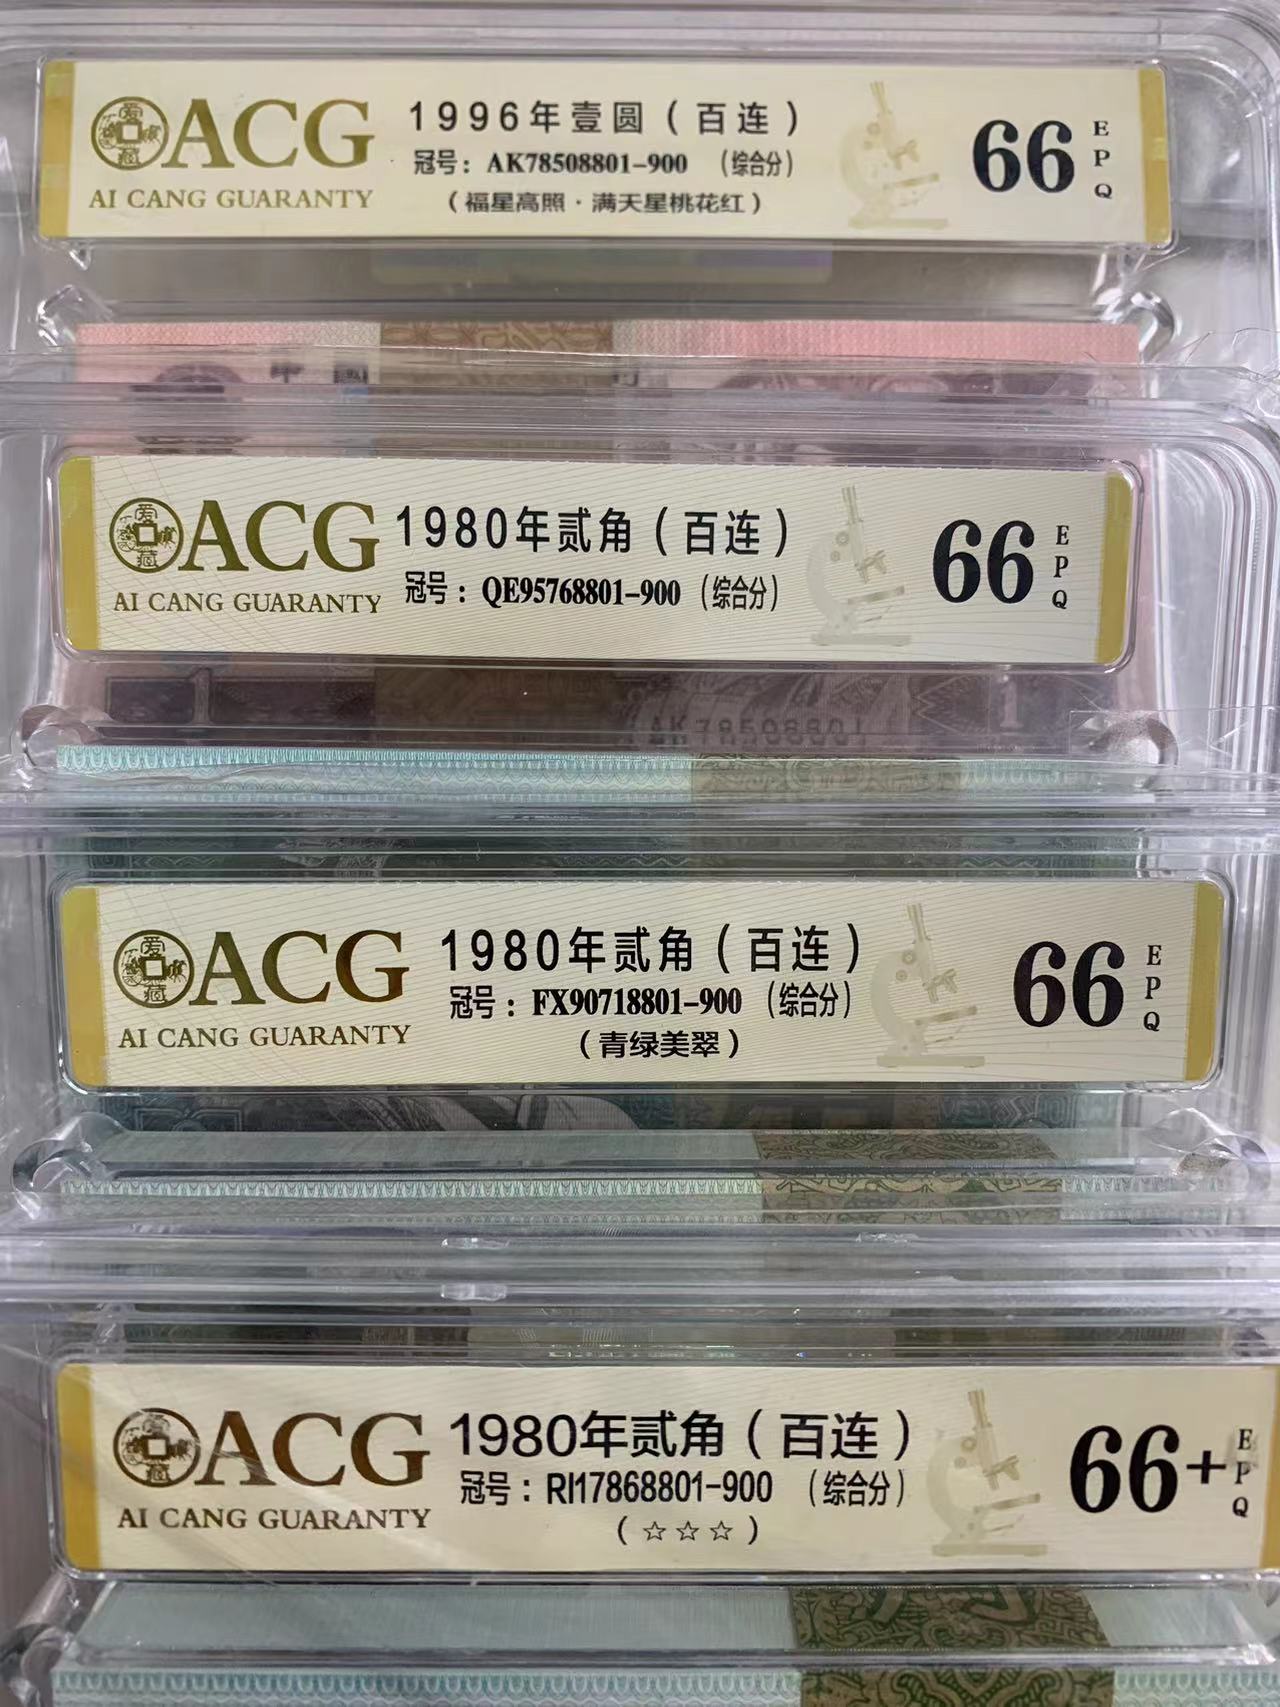 ACG
AI CANG GUARANTY
1996年壹圆（百连）
冠号：AK78508801-900 （综合分）
（福星高照·满天星桃花红）
66 EPQ
ACG
AI CANG GUARANTY
1980年贰角（百连）
冠号：QE95768801-900（综合分）
66 EPQ
1
AK78508801
1
ACG
AI CANG GUARANTY
1980年贰角（百连）
冠号：FX90718801-900 （综合分）
（青绿美翠）
66 EPQ
ACG
AI CANG GUARANTY
1980年贰角（百连）
冠号：RI17868801-900 （综合分）
（☆☆☆）
66+ EPQ